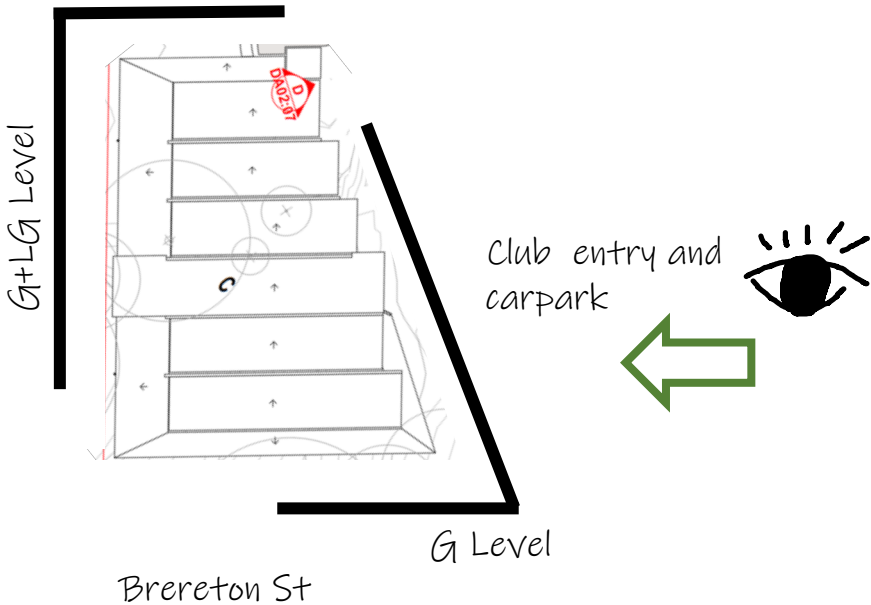 D
DA02:07
G+LG Level
C
Club entry and
carpark
G Level
Brereton St